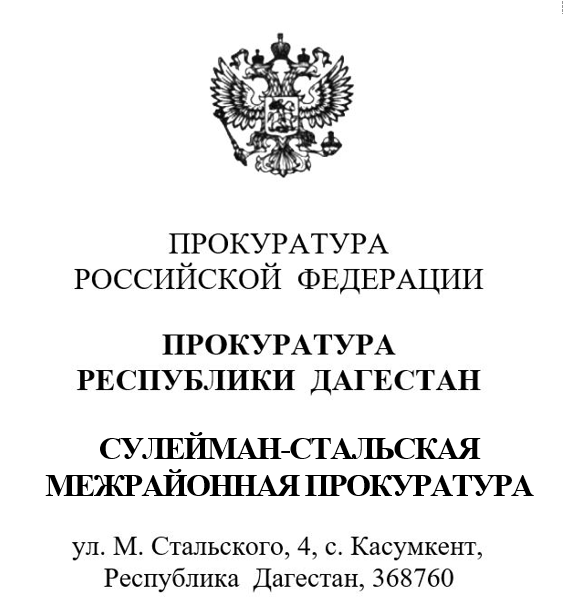 ПРОКУРАТУРА
РОССИЙСКОЙ ФЕДЕРАЦИИ
ПРОКУРАТУРА
РЕСПУБЛИКИ ДАГЕСТАН
СУЛЕЙМАН-СТАЛЬСКАЯ
МЕЖРАЙОННАЯ ПРОКУРАТУРА
ул. М. Стальского, 4, с. Касумкент,
Республика Дагестан, 368760